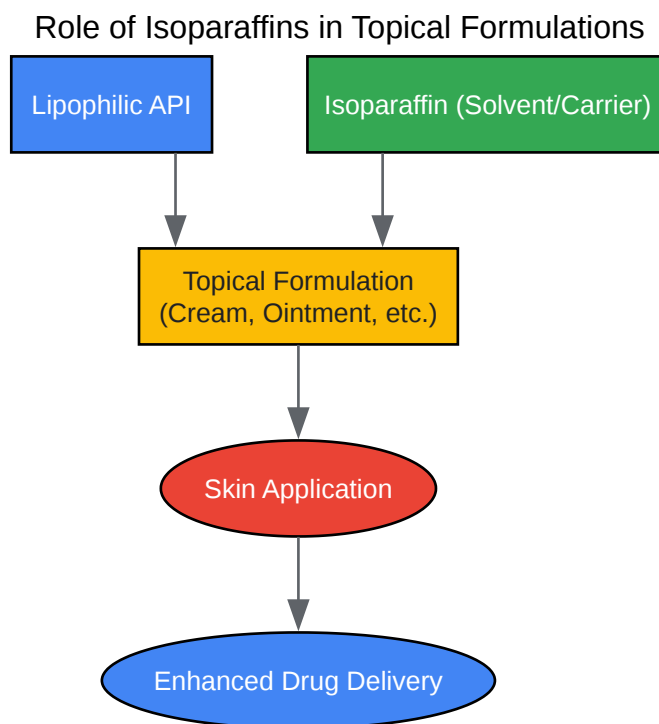 Role of Isoparaffins in Topical Formulations
Lipophilic API
Isoparaffin (Solvent/Carrier)
Topical Formulation
(Cream, Ointment, etc.)
Skin Application
Enhanced Drug Delivery